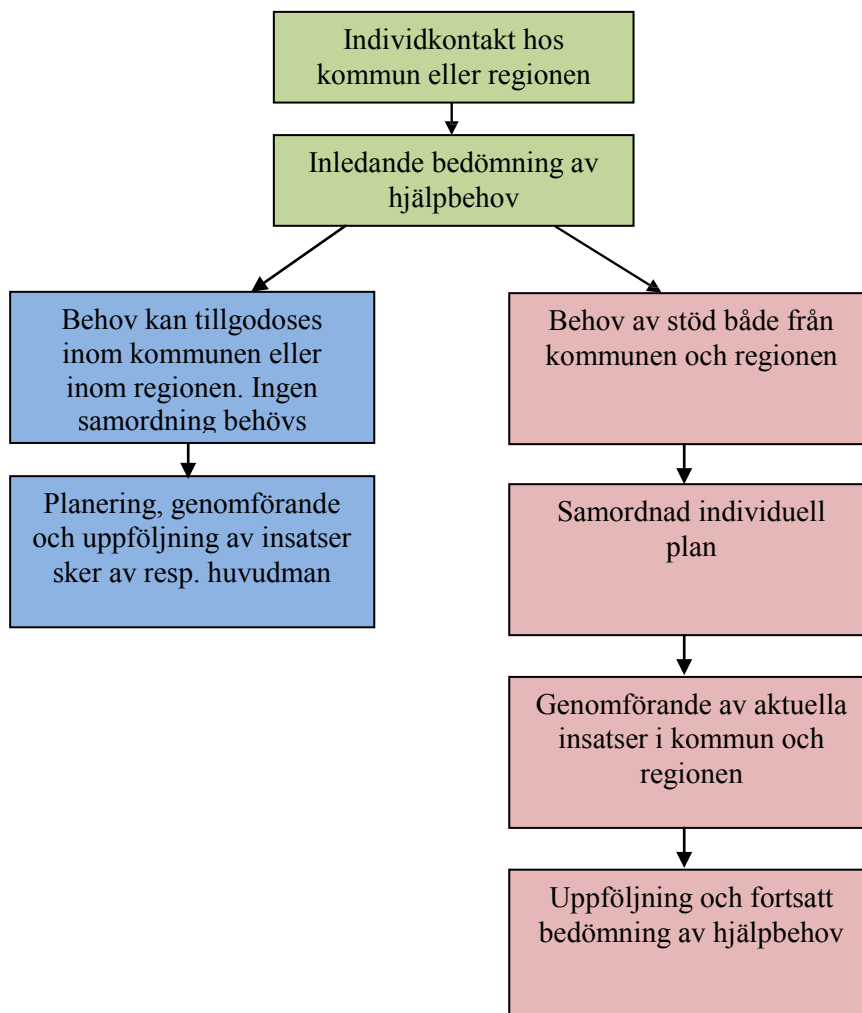 Individkontakt hos
kommun eller regionen
Inledande bedömning av
hjälpbehov
Behov kan tillgodoses
inom kommunen eller
inom regionen. Ingen
samordning behövs
Planering, genomförande
och uppföljning av insatser
sker av resp. huvudman
Behov av stöd både från
kommunen och regionen
Samordnad individuell
plan
Genomförande av aktuella
insatser i kommun och
regionen
Uppföljning och fortsatt
bedömning av hjälpbehov